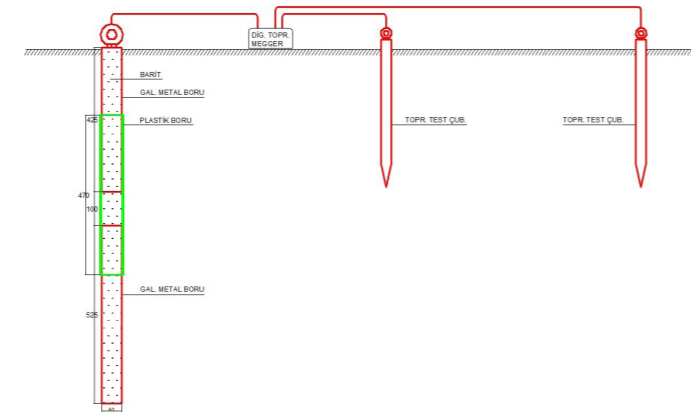 DİG. TOPR.
MEGGER
BARİT
GAL. METAL BORU
425
PLASTİK BORU
TOPR. TEST ÇUB.
TOPR. TEST ÇUB.
470
100
GAL. METAL BORU
525